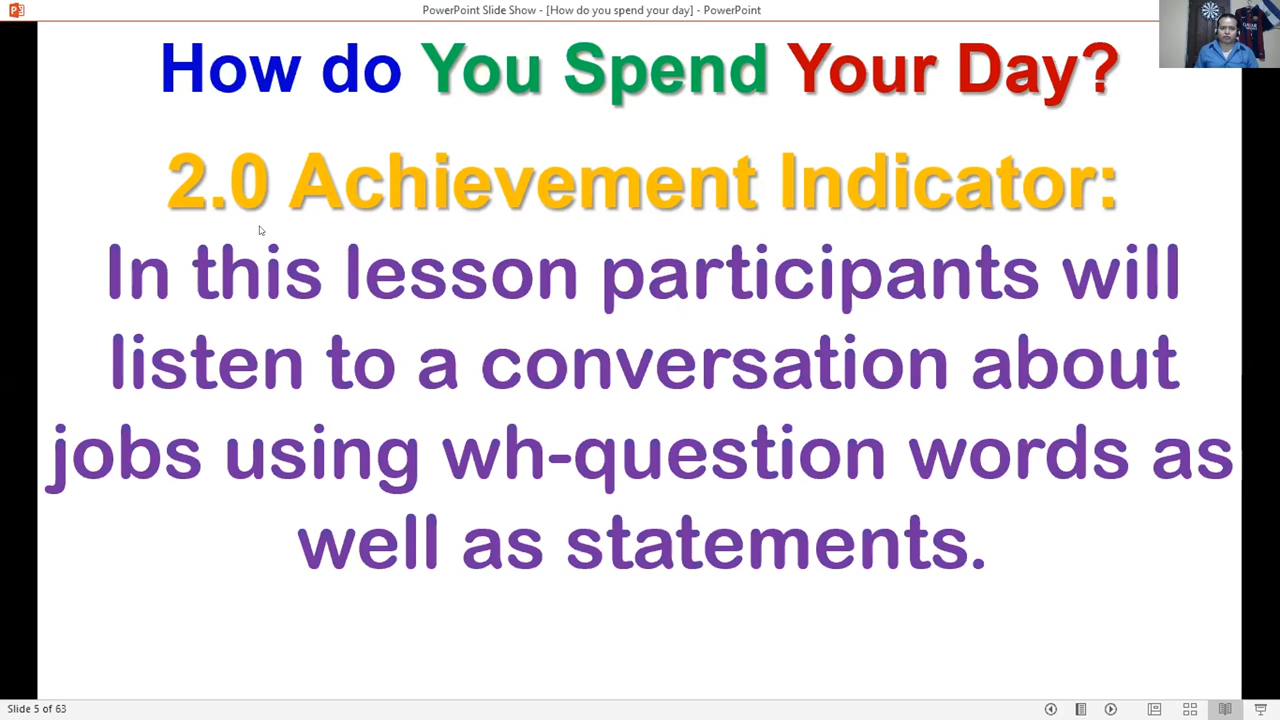 PowerPoint Slide Show - [How do you spend your day] - PowerPoint
How do You Spend Your Day?
2.0 Achievement Indicator:
In this lesson participants will
listen to a conversation about
jobs using wh-question words as
well as statements.
Slide 5 of 63